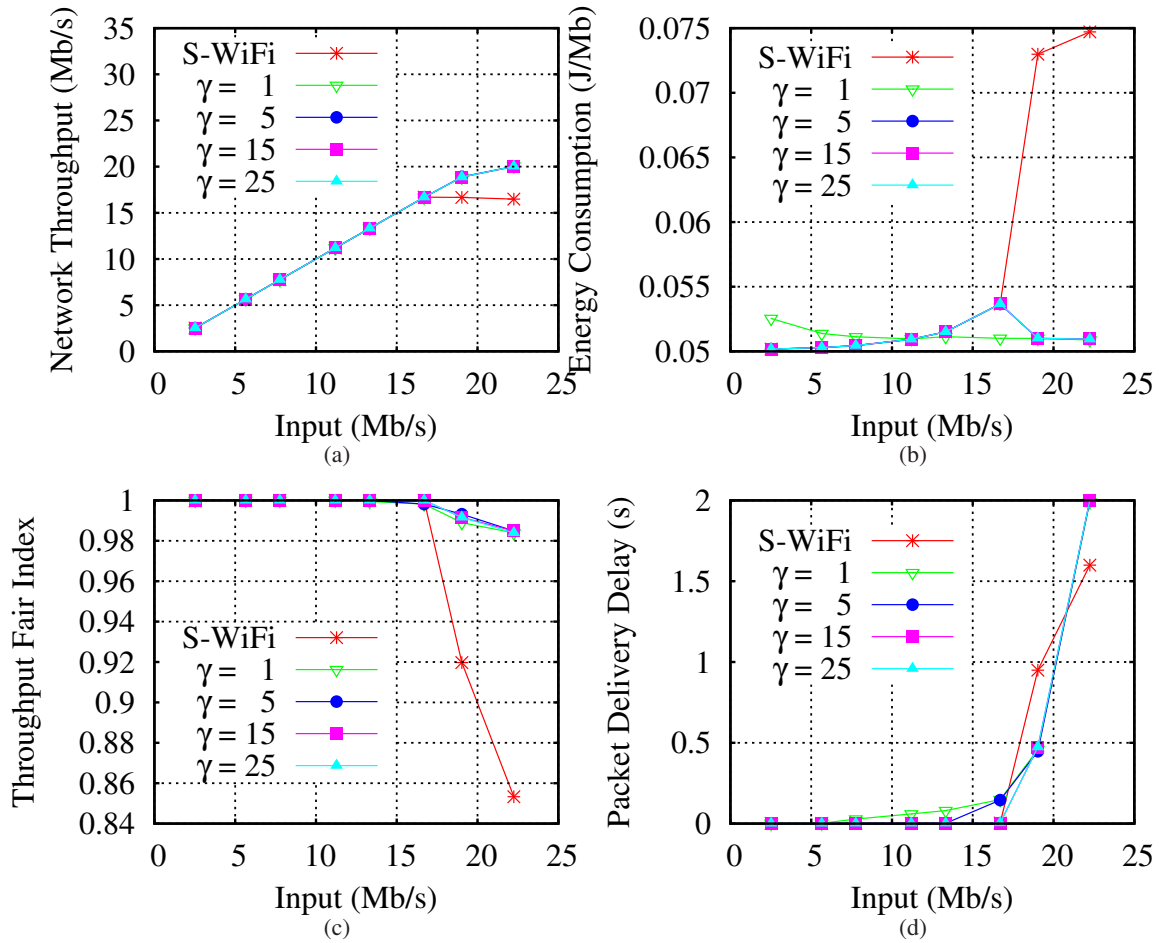 Network Throughput (Mb/s)
35
30
25
20
15
10
5
0
S-WiFi
γ = 1
γ = 5
γ = 15
γ = 25
0 5 10 15 20 25
Input (Mb/s)
(a)
Energy Consumption (J/Mb)
0.075
0.07
0.065
0.06
0.055
0.05
S-WiFi
γ = 1
γ = 5
γ = 15
γ = 25
0 5 10 15 20 25
Input (Mb/s)
(b)
Throughput Fair Index
1
0.98
0.96
0.94
0.92
0.9
0.88
0.86
0.84
S-WiFi
γ = 1
γ = 5
γ = 15
γ = 25
0 5 10 15 20 25
Input (Mb/s)
(c)
Packet Delivery Delay (s)
2
1.5
1
0.5
0
S-WiFi
γ = 1
γ = 5
γ = 15
γ = 25
0 5 10 15 20 25
Input (Mb/s)
(d)